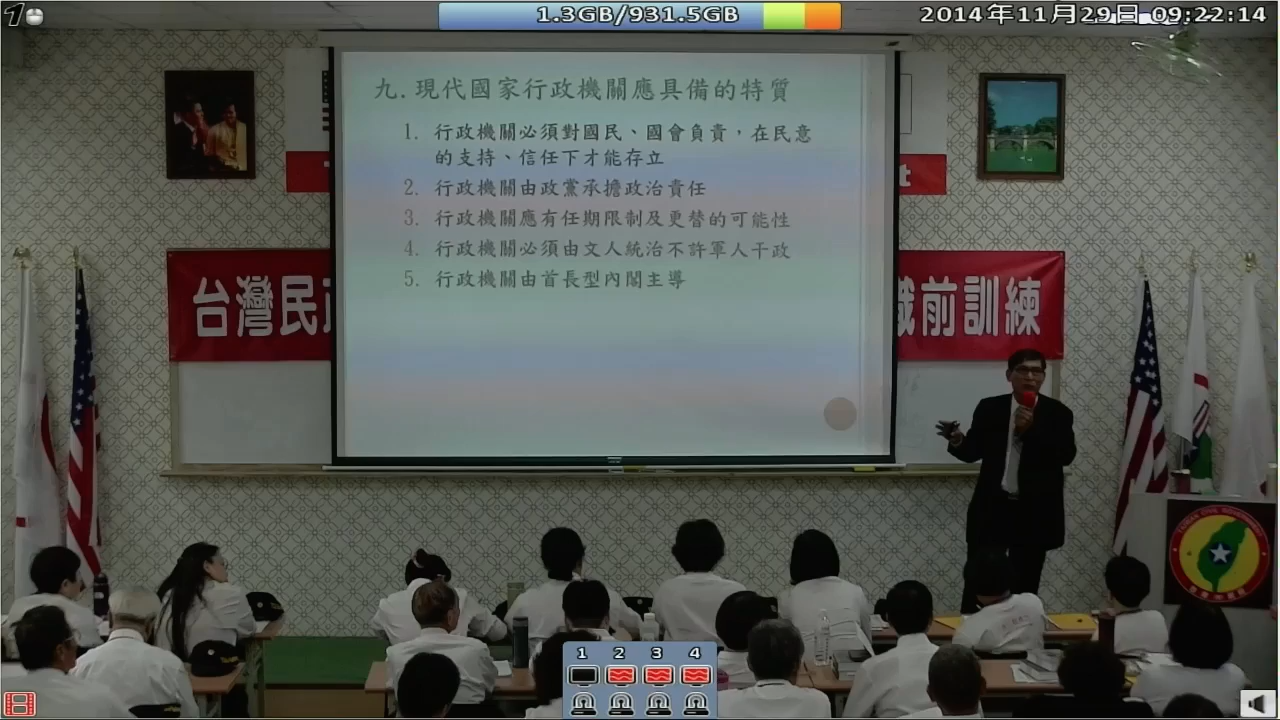 1
1.3GB/931.5GB
2014年11月29日 09:22:14
九.現代國家行政機關應具備的特質
1. 行政機關必須對國民、國會負責,在民意
的支持、信任下才能存立
2. 行政機關由政黨承擔政治責任
3. 行政機關應有任期限制及更替的可能性
4. 行政機關必須由文人統治不許軍人干政
5. 行政機關由首長型內閣主導
t
台灣民政
職前訓練
TAIWAN CIVIL GOVERNMENT
1 2 3 4